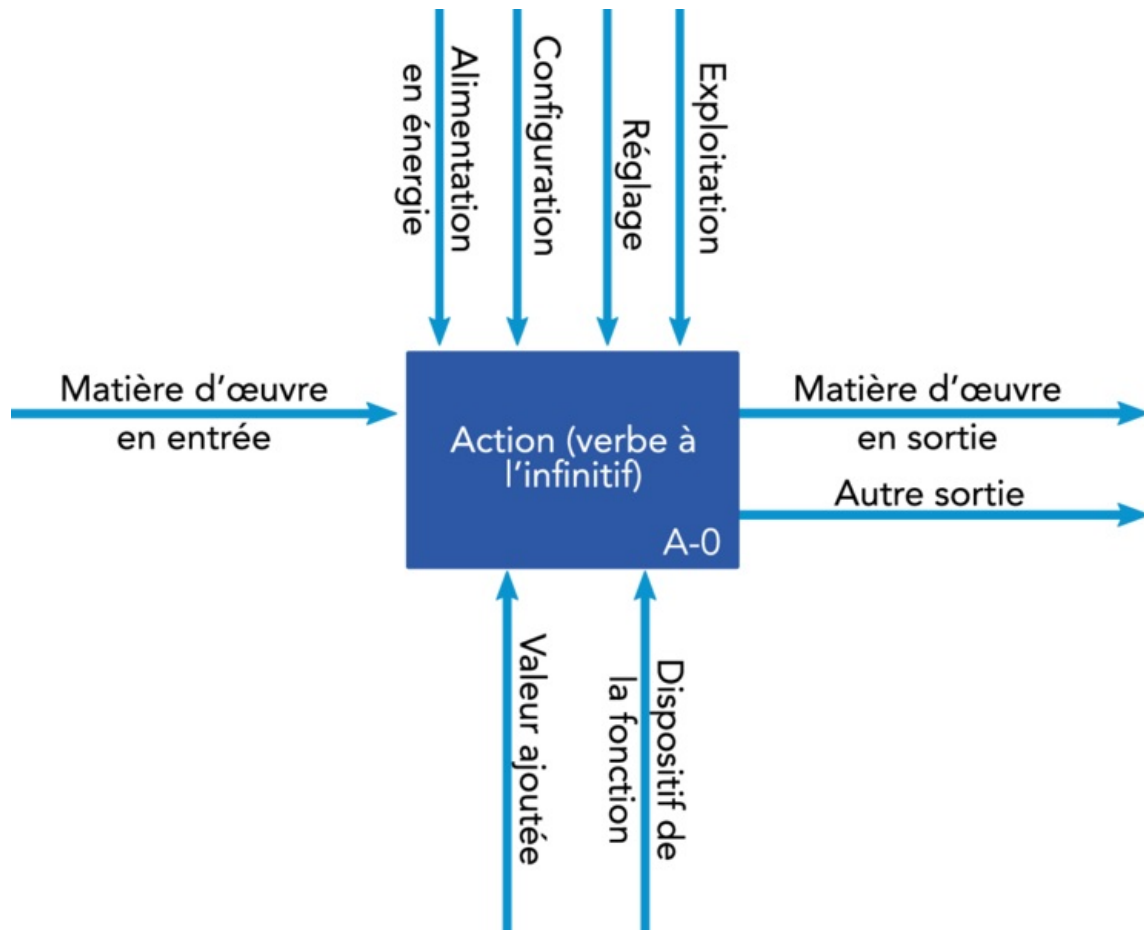 Alimentation
en énergie
Configuration
Réglage
Exploitation
Matière d'œuvre
en entrée
Action (verbe à
l'infinitif)
A-0
Matière d'œuvre
en sortie
Autre sortie
Valeur ajoutée
Dispositif de
la fonction